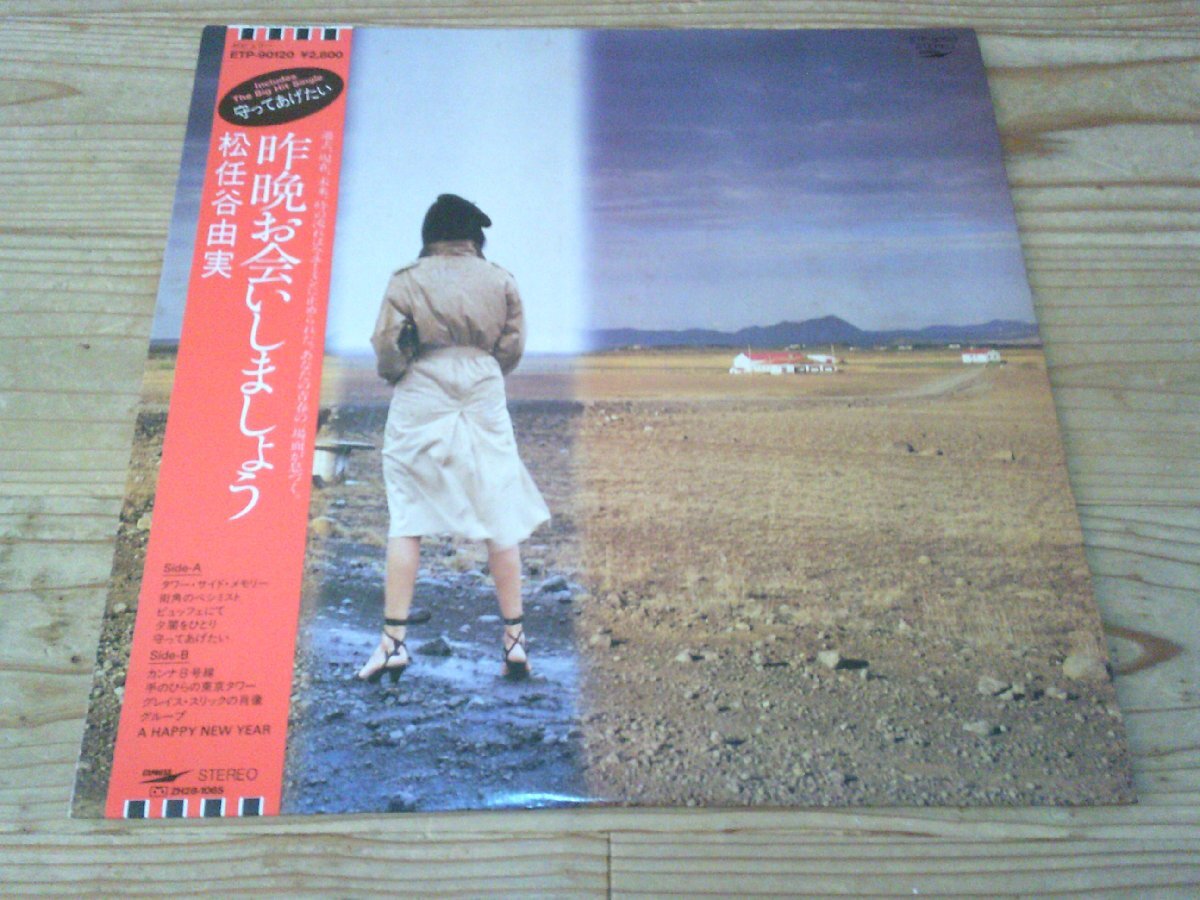 ETP-90120 ¥2,800
Includes
The Big Hit Single
守ってあげたい
昨晩お会いしましょう
松任谷由実
Side-A
タワー・サイド・メモリー
街角のペシミスト
ビュッフェにて
夕闇をひとり
守ってあげたい
Side-B
カンナ8号線
手のひらの東京タワー
グレイス・スリックの肖像
グループ
A HAPPY NEW YEAR
EXPRESS STEREO
ZH28-1065